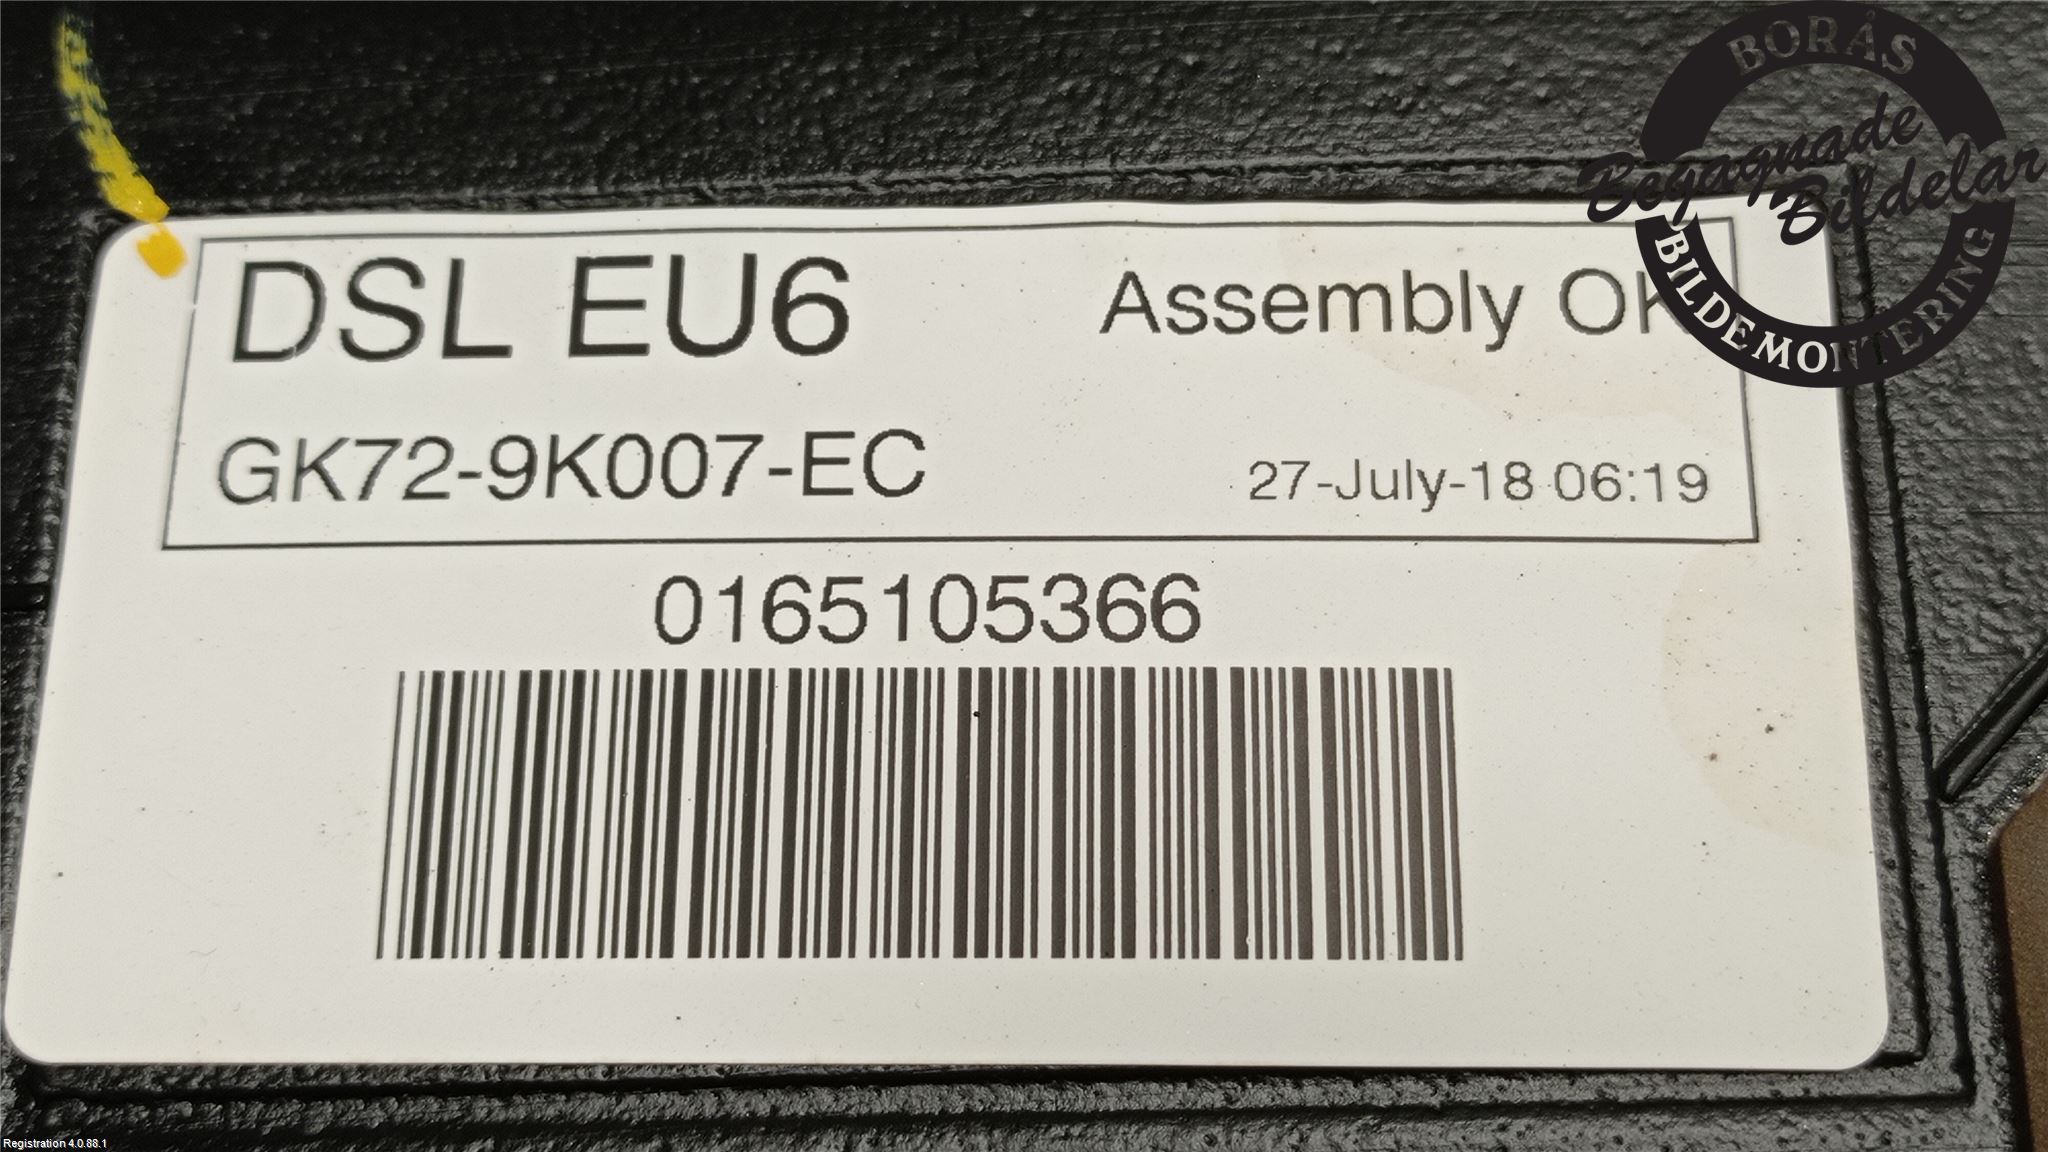 BORÅS
Begagnade
Bildelar
BILDEMONTERING
DSL EU6
Assembly OK
GK72-9K007-EC
27-July-18 06:19
0165105366
Registration 4.0.88.1